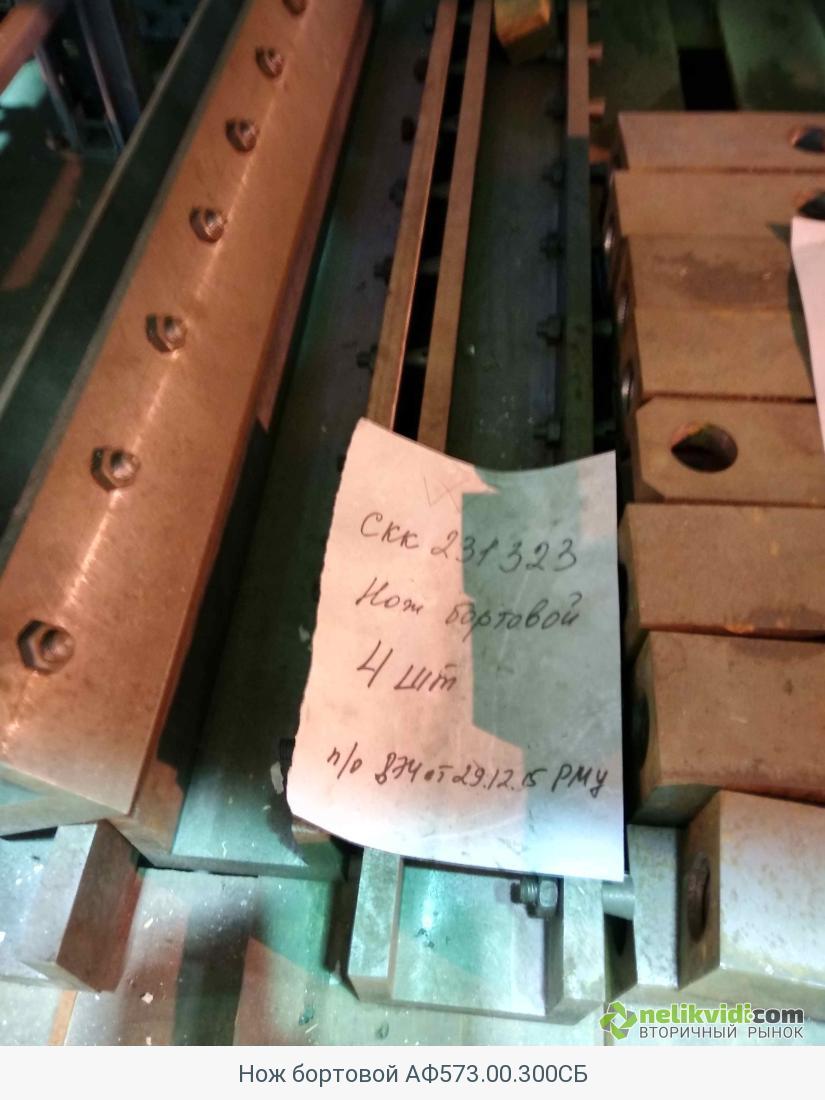 Скк 231323
Нож бортовой
4 шт
п/о 874 от 29.12.15 РМУ
nelikvidi.com
ВТОРИЧНЫЙ РЫНОК
Нож бортовой АФ573.00.300СБ